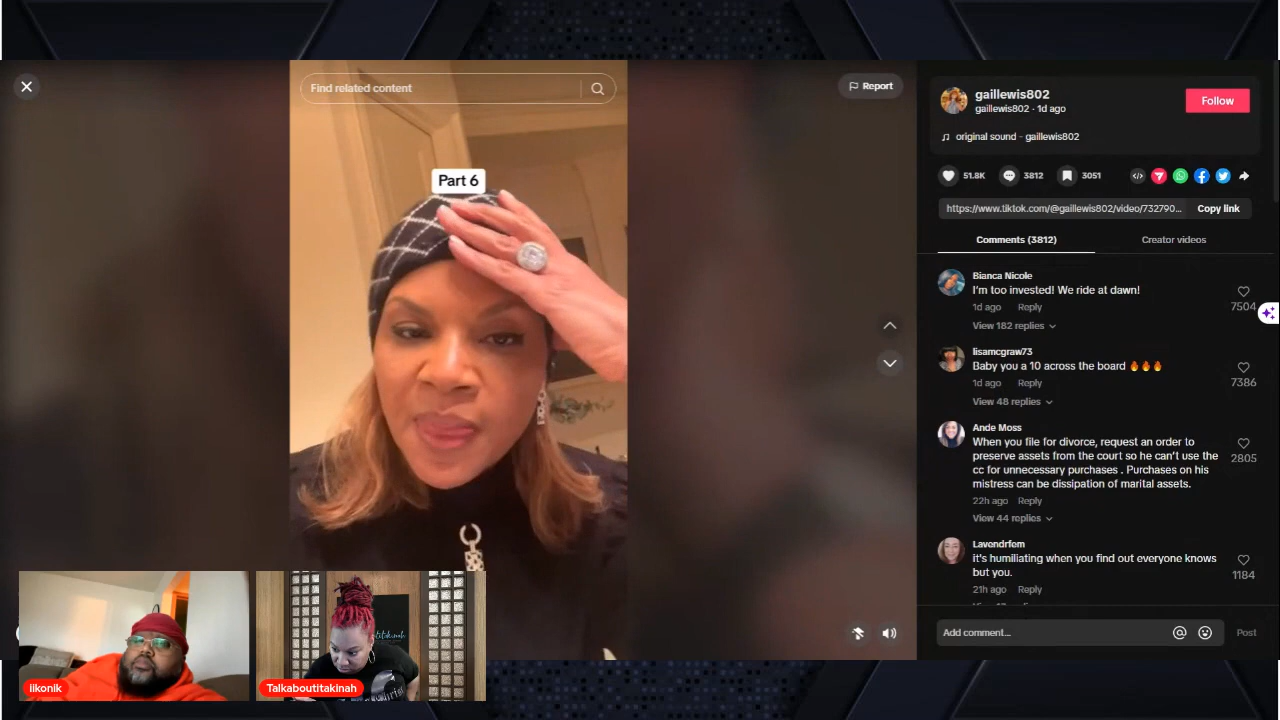 Find related content
Report
Part 6
gaillewis802
gaillewis802 · 1d ago
Follow
original sound - gaillewis802
51.8K
3812
3051
https://www.tiktok.com/@gaillewis802/video/732790...
Copy link
Comments (3812)
Creator videos
Bianca Nicole
I'm too invested! We ride at dawn!
1d ago Reply
7504
View 182 replies
lisamcgraw73
Baby you a 10 across the board 🔥🔥🔥
1d ago Reply
7386
View 48 replies
Ande Moss
When you file for divorce, request an order to
preserve assets from the court so he can't use the
cc for unnecessary purchases . Purchases on his
mistress can be dissipation of marital assets.
2805
22h ago Reply
View 44 replies
Lavendrfem
it's humiliating when you find out everyone knows
but you.
1184
21h ago Reply
Add comment...
Post
likonik
Talkaboutitakinah